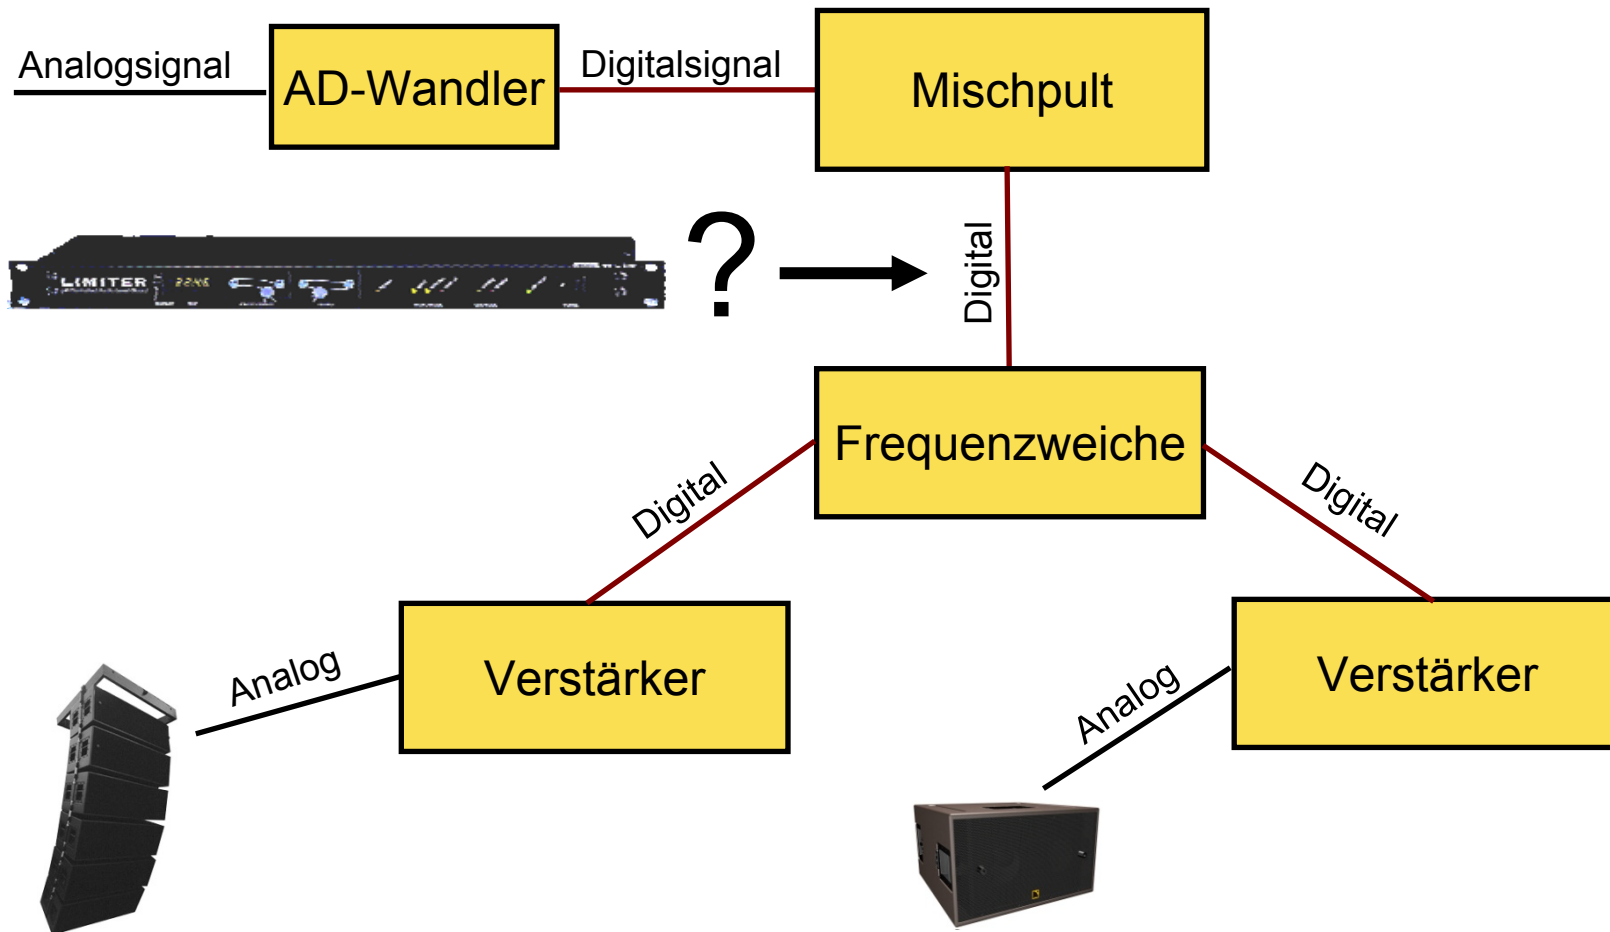 Analogsignal
AD-Wandler
Digitalsignal
Mischpult
LIMITER
?
Digital
Frequenzweiche
Digital
Digital
Analog
Verstärker
Analog
Verstärker